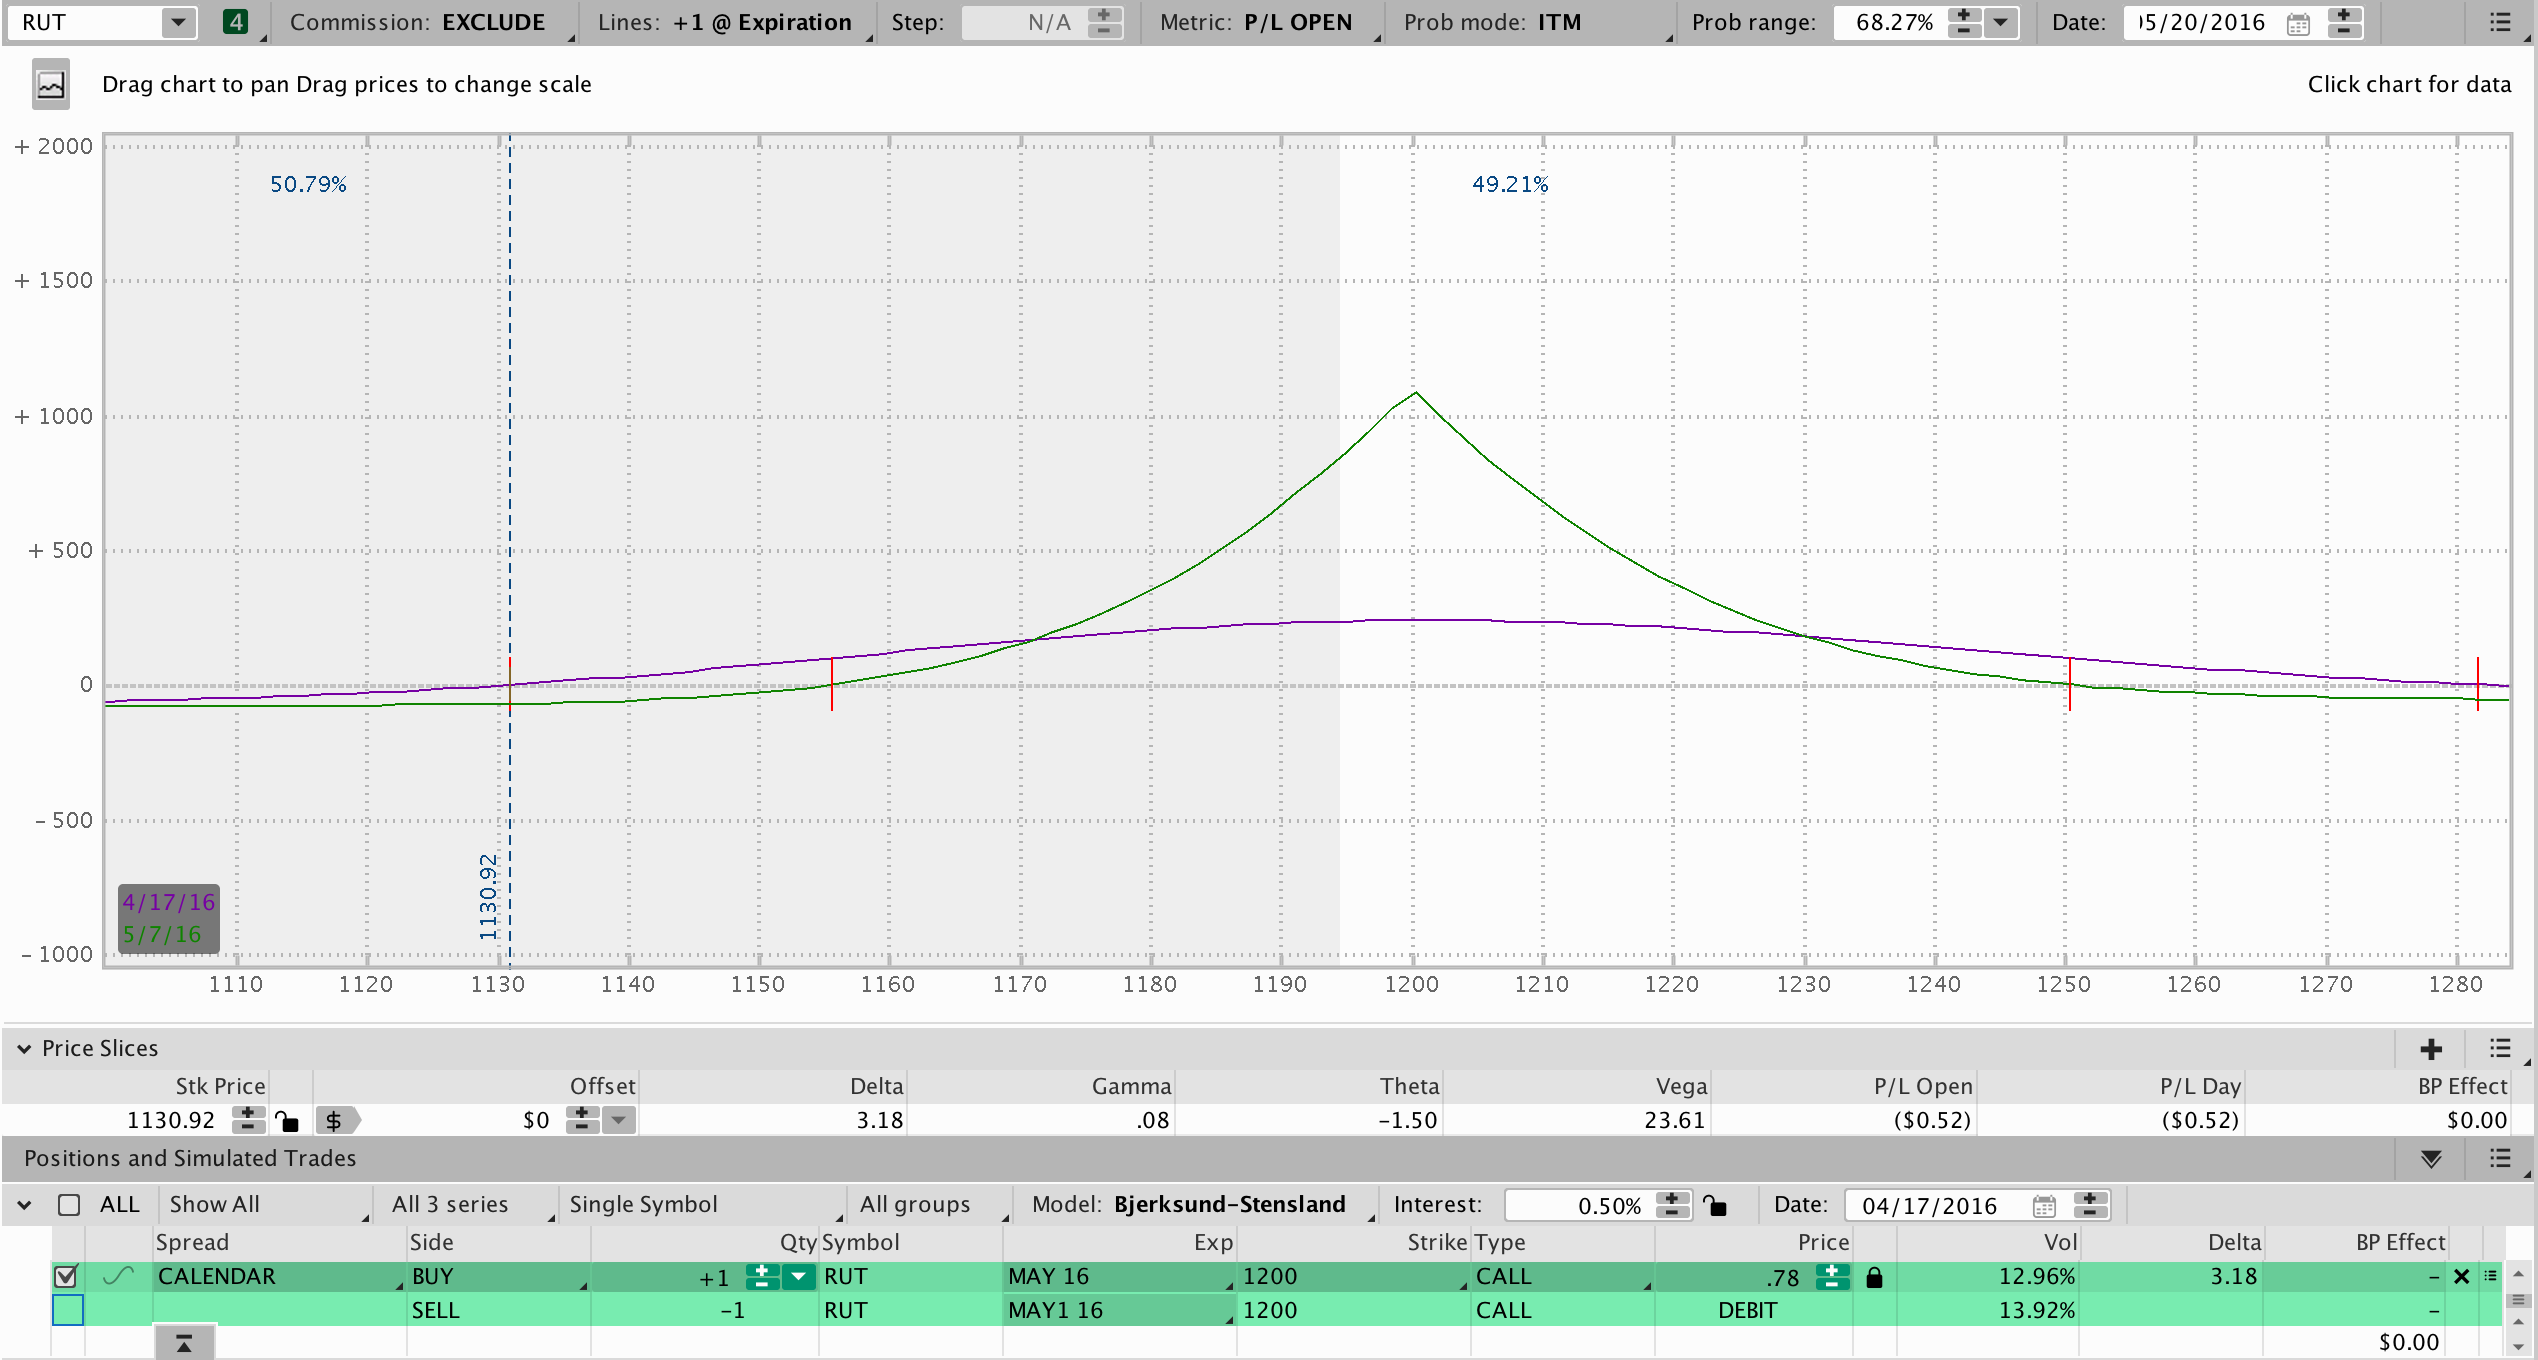 RUT 4 Commission: EXCLUDE Lines: +1 @ Expiration Step: N/A Metric: P/L OPEN Prob mode: ITM Prob range: 68.27% Date: 05/20/2016
Drag chart to pan Drag prices to change scale Click chart for data
+ 2000
50.79% 49.21%
+ 1500
+ 1000
+ 500
0
- 500
1130.92
4/17/16
5/7/16
- 1000
1110 1120 1130 1140 1150 1160 1170 1180 1190 1200 1210 1220 1230 1240 1250 1260 1270 1280
Price Slices
Stk Price Offset Delta Gamma Theta Vega P/L Open P/L Day BP Effect
1130.92 $ $0 3.18 .08 -1.50 23.61 ($0.52) ($0.52) $0.00
Positions and Simulated Trades
ALL Show All All 3 series Single Symbol All groups Model: Bjerksund-Stensland Interest: 0.50% Date: 04/17/2016
Spread Side Qty Symbol Exp Strike Type Price Vol Delta BP Effect
CALENDAR BUY +1 RUT MAY 16 1200 CALL .78 12.96% 3.18 -
SELL -1 RUT MAY1 16 1200 CALL DEBIT 13.92% -
$0.00